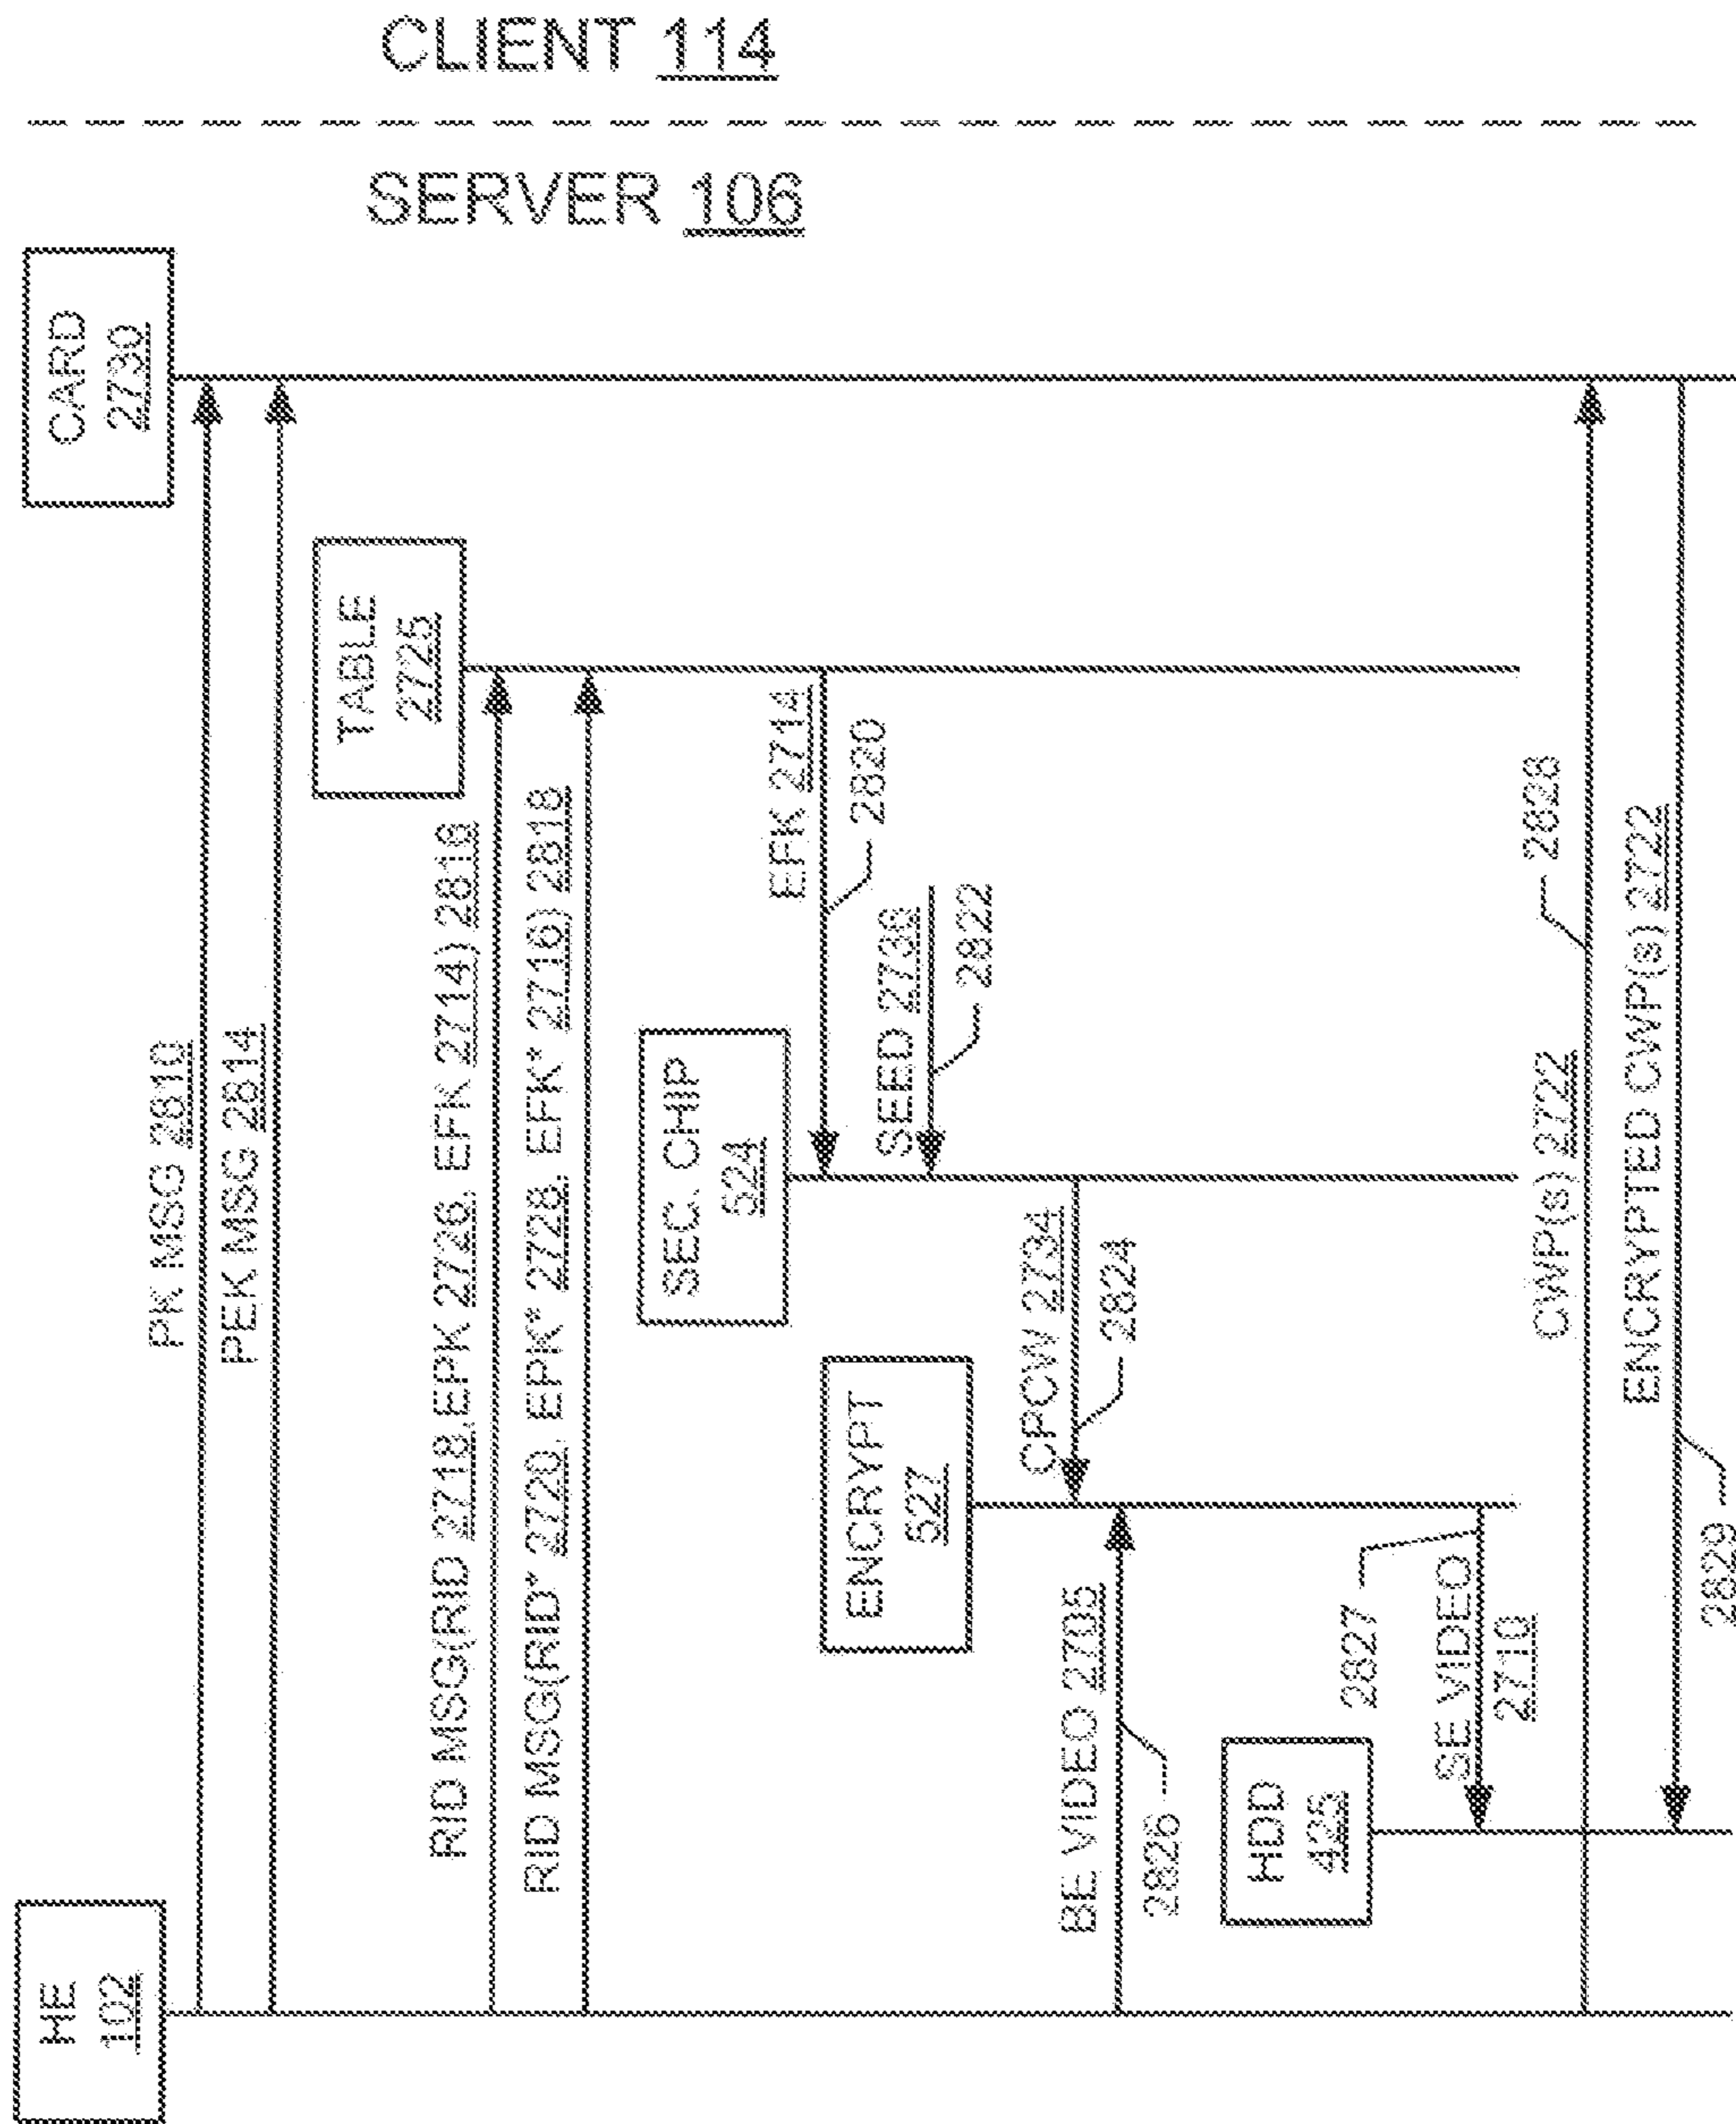 CLIENT 114
SERVER 106
HE
102
CARD
2730
PK MSG 2810
PEK MSG 2814
TABLE
2725
RID MSG(RID 2718,EPK 2726, EFK 2714) 2816
RID MSG(RID* 2720, EPK* 2728, EFK* 2716) 2818
SEC. CHIP
524
EFK 2714
2820
SEED 2738
2822
ENCRYPT
527
CPCW 2734
2824
BE VIDEO 2705
2826
HDD
425
2827
SE VIDEO
2710
CWP(s) 2722
2828
ENCRYPTED CWP(s) 2722
2829